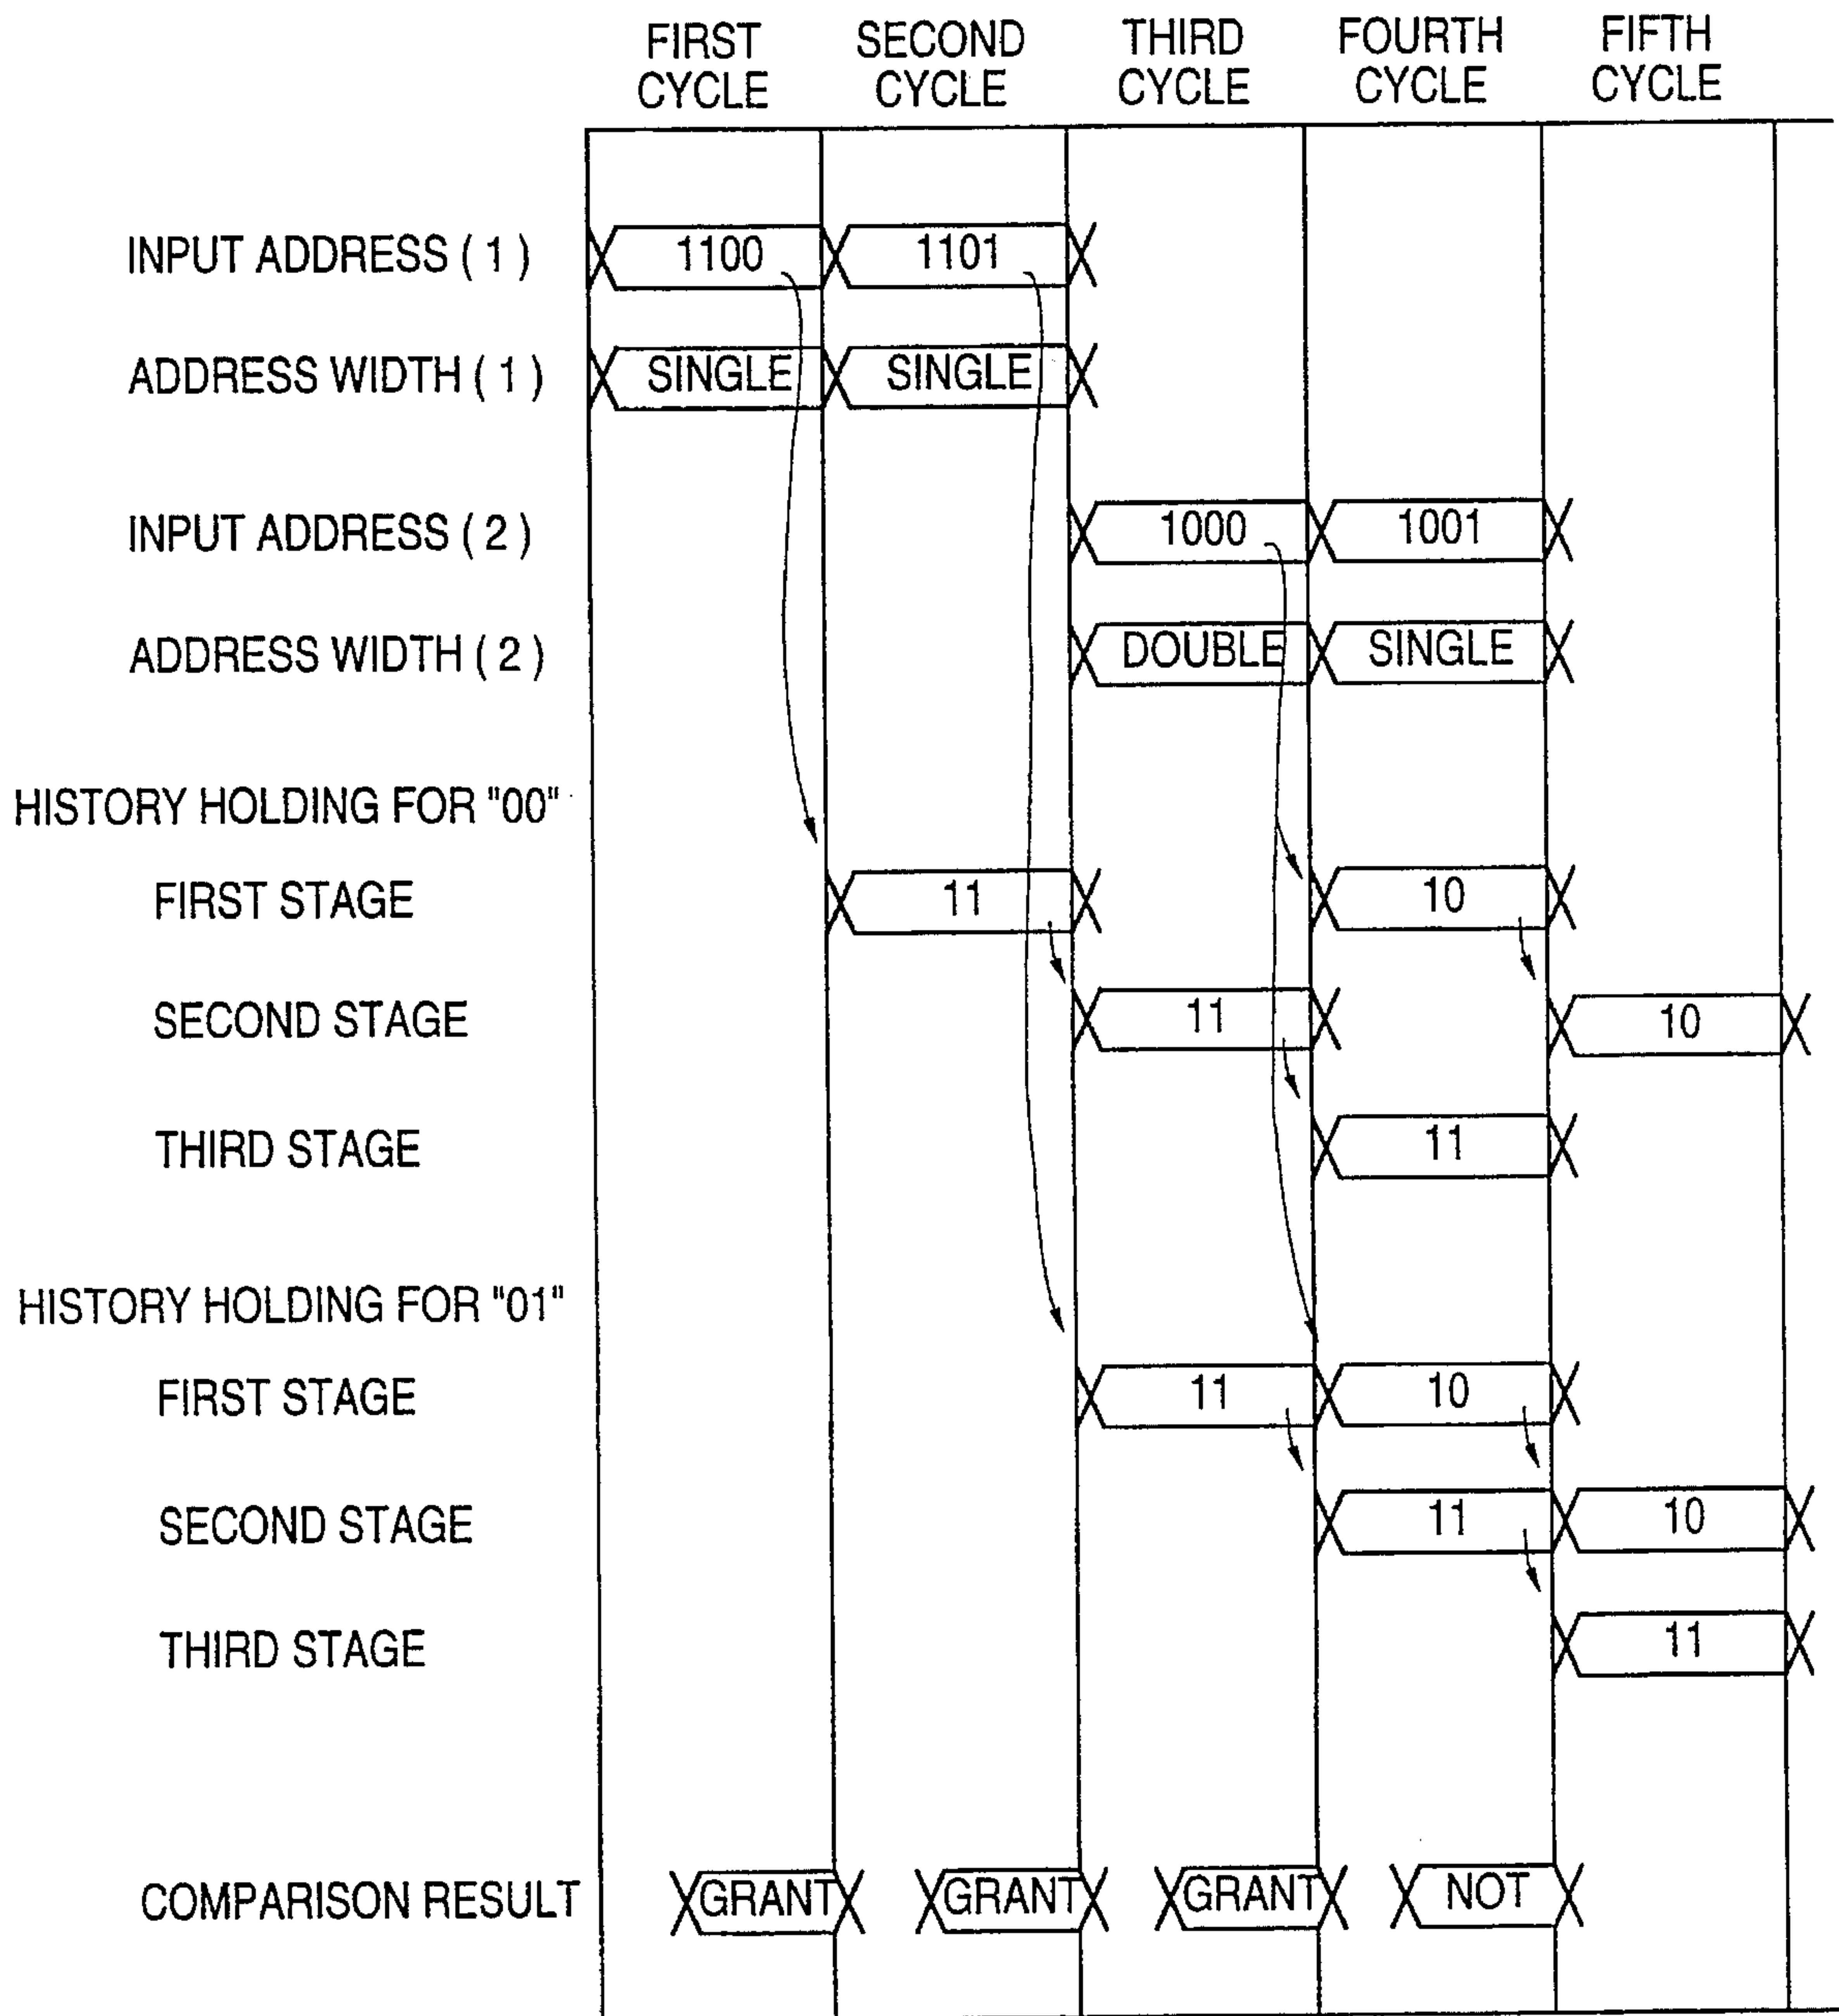 FIRST CYCLE
SECOND CYCLE
THIRD CYCLE
FOURTH CYCLE
FIFTH CYCLE
INPUT ADDRESS ( 1 ) 1100 1101
ADDRESS WIDTH ( 1 ) SINGLE SINGLE
INPUT ADDRESS ( 2 ) 1000 1001
ADDRESS WIDTH ( 2 ) DOUBLE SINGLE
HISTORY HOLDING FOR "00"
FIRST STAGE 11 10
SECOND STAGE 11 10
THIRD STAGE 11
HISTORY HOLDING FOR "01"
FIRST STAGE 11 10
SECOND STAGE 11 10
THIRD STAGE 11
COMPARISON RESULT GRANT GRANT GRANT NOT